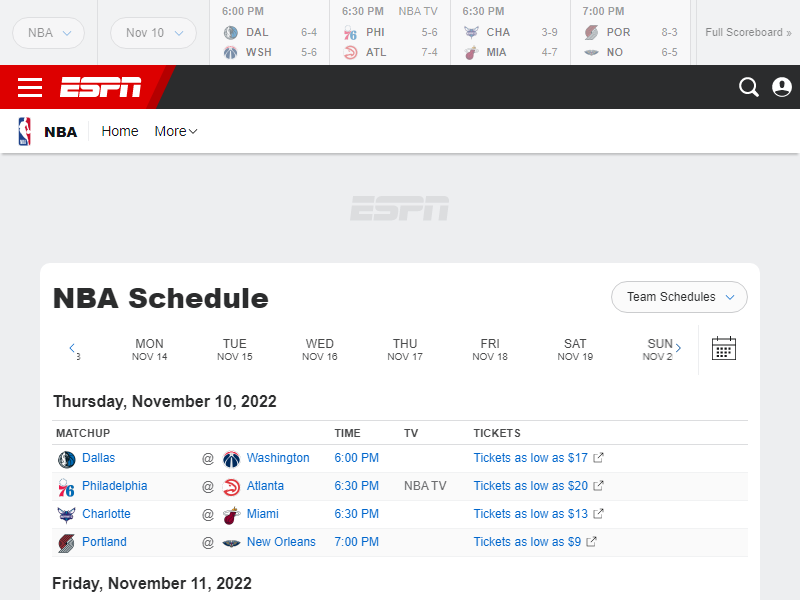 NBA
Nov 10
6:00 PM
DAL 6-4
WSH 5-6
6:30 PM NBA TV
PHI 5-6
ATL 7-4
6:30 PM
CHA 3-9
MIA 4-7
7:00 PM
POR 8-3
NO 6-5
Full Scoreboard »
ESPN
NBA Home More
ESPN
NBA Schedule
Team Schedules
3
MON
NOV 14
TUE
NOV 15
WED
NOV 16
THU
NOV 17
FRI
NOV 18
SAT
NOV 19
SUN
NOV 2
Thursday, November 10, 2022
MATCHUP TIME TV TICKETS
Dallas @ Washington 6:00 PM Tickets as low as $17
Philadelphia @ Atlanta 6:30 PM NBA TV Tickets as low as $20
Charlotte @ Miami 6:30 PM Tickets as low as $13
Portland @ New Orleans 7:00 PM Tickets as low as $9
Friday, November 11, 2022